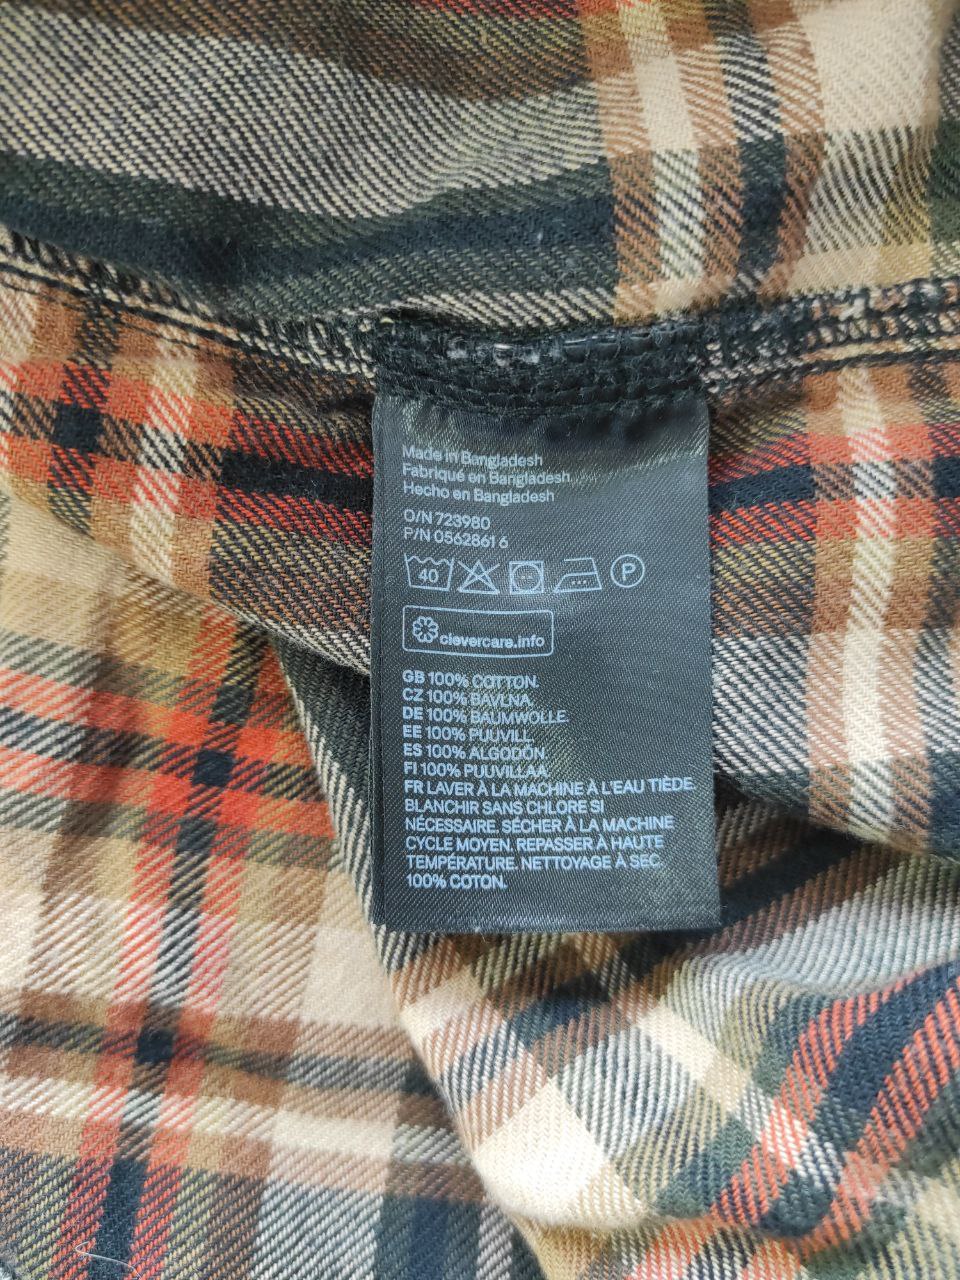 Made in Bangladesh
Fabriqué en Bangladesh
Hecho en Bangladesh
O/N 723980
P/N 0562861 6
40
P
clevercare.info
GB 100% COTTON.
CZ 100% BAVLNA.
DE 100% BAUMWOLLE.
EE 100% PUUVILL.
ES 100% ALGODÓN.
FI 100% PUUVILLAA.
FR LAVER À LA MACHINE À L'EAU TIÈDE.
BLANCHIR SANS CHLORE SI
NÉCESSAIRE. SÉCHER À LA MACHINE
CYCLE MOYEN. REPASSER À HAUTE
TEMPÉRATURE. NETTOYAGE À SEC.
100% COTON.